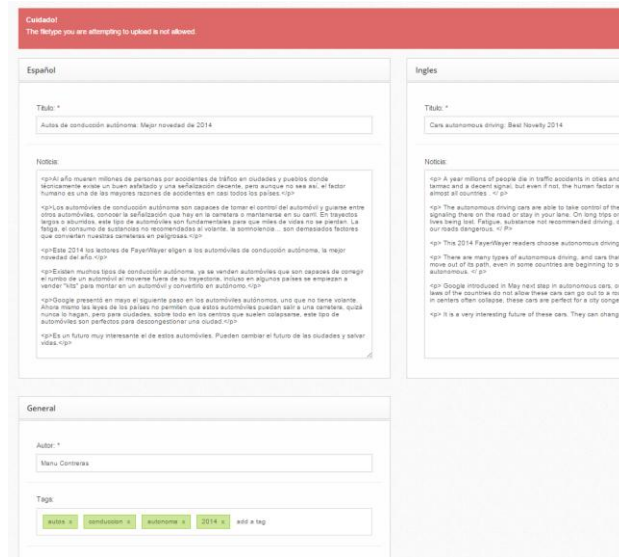 Cuidado!
The filetype you are attempting to upload is not allowed.
Español
Título: *
Autos de conducción autónoma: Mejor novedad de 2014
Noticia:
<p>Al año mueren millones de personas por accidentes de tráfico en ciudades y pueblos donde
técnicamente existe un buen asfaltado y una señalización decente, pero aunque no sea así, el factor
humano es una de las mayores razones de accidentes en casi todos los países.</p>
<p>Los automóviles de conducción autónoma son capaces de tomar el control del automóvil y guiarse entre
otros automóviles, conocer la señalización que hay en la carretera o mantenerse en su carril. En trayectos
largos o aburridos, este tipo de automóviles son fundamentales para que miles de vidas no se pierdan. La
fatiga, el consumo de sustancias no recomendadas al volante, la somnolencia... son demasiados factores
que convierten nuestras carreteras en peligrosas.</p>
<p>Este 2014 los lectores de FayerWayer eligen a los automóviles de conducción autónoma, la mejor
novedad del año.</p>
<p>Existen muchos tipos de conducción autónoma, ya se venden automóviles que son capaces de corregir
el rumbo de un automóvil al moverse fuera de su trayectoria, incluso en algunos países se empiezan a
vender "kits" para montar en un automóvil y convertirlo en autónomo.</p>
<p>Google presentó en mayo el siguiente paso en los automóviles autónomos, uno que no tiene volante.
Ahora mismo las leyes de los países no permiten que estos automóviles puedan salir a una carretera, quizá
nunca lo hagan, pero para ciudades, sobre todo en los centros que suelen colapsarse, este tipo de
automóviles son perfectos para descongestionar una ciudad.</p>
<p>Es un futuro muy interesante el de estos automóviles. Pueden cambiar el futuro de las ciudades y salvar
vidas.</p>
Ingles
Título: *
Cars autonomous driving: Best Novelty 2014
Noticia:
<p> A year millions of people die in traffic accidents in cities and
tarmac and a decent signal, but even if not, the human factor is
almost all countries . </ p>
<p> The autonomous driving cars are able to take control of the
signaling there on the road or stay in your lane. On long trips or
lives being lost. Fatigue, substance not recommended driving,
our roads dangerous. </ P>
<p> This 2014 FayerWayer readers choose autonomous driving
<p> There are many types of autonomous driving, and cars that
move out of its path, even in some countries are beginning to
autonomous. </ p>
<p> Google introduced in May next step in autonomous cars,
laws of the countries do not allow these cars can go out to a
in centers often collapse, these cars are perfect for a city
<p> It is a very interesting future of these cars. They can
General
Autor: *
Manu Contreras
Tags:
autos x conduccion x autonoma x 2014 x add a tag